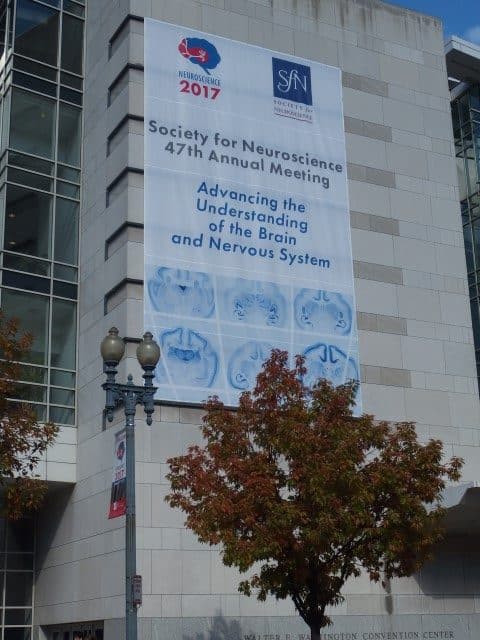 NEUROSCIENCE
2017
SfN
SOCIETY for
NEUROSCIENCE
Society for Neuroscience
47th Annual Meeting
Advancing the
Understanding
of the Brain
and Nervous System
WALTER E. WASHINGTON CONVENTION CENTER